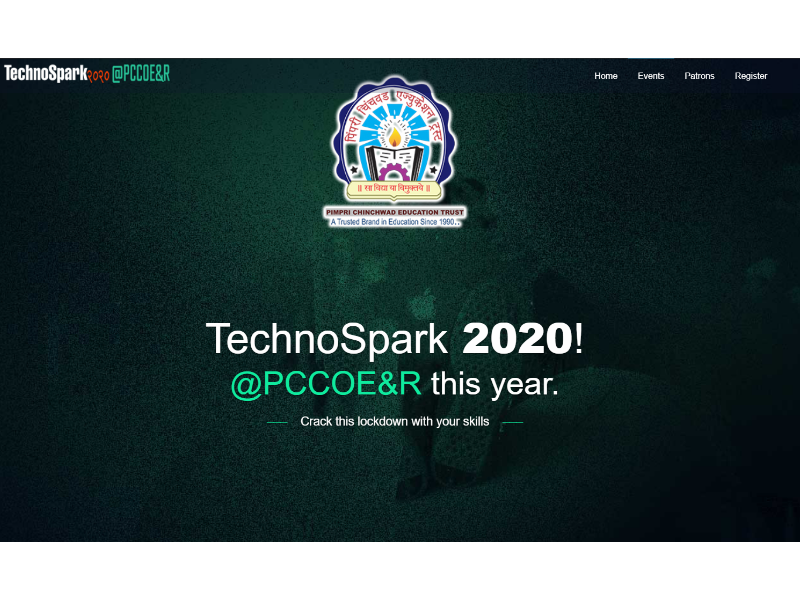 TechnoSpark२०२० @PCCOE&R
Home Events Patrons Register
पिंपरी चिंचवड एज्युकेशन ट्रस्ट
॥ सा विद्या या विमुक्तये ॥
PIMPRI CHINCHWAD EDUCATION TRUST
A Trusted Brand in Education Since 1990..
TechnoSpark 2020!
@PCCOE&R this year.
Crack this lockdown with your skills